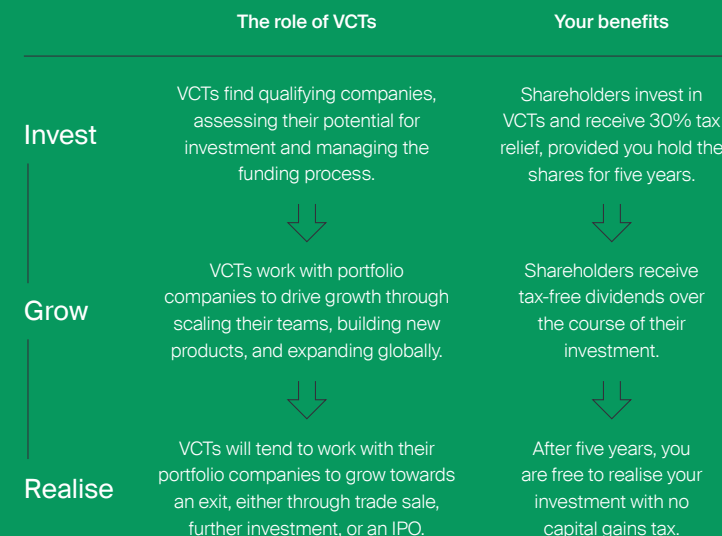 The role of VCTs
Your benefits
Invest
VCTs find qualifying companies,
assessing their potential for
investment and managing the
funding process.
Shareholders invest in
VCTs and receive 30% tax
relief, provided you hold the
shares for five years.
Grow
VCTs work with portfolio
companies to drive growth through
scaling their teams, building new
products, and expanding globally.
Shareholders receive
tax-free dividends over
the course of their
investment.
Realise
VCTs will tend to work with their
portfolio companies to grow towards
an exit, either through trade sale,
further investment, or an IPO.
After five years, you
are free to realise your
investment with no
capital gains tax.